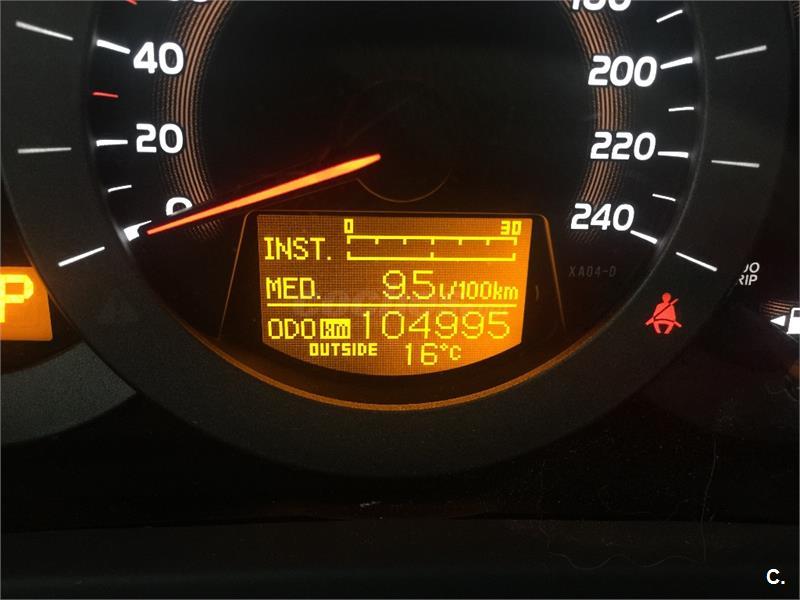 40
20
0
200
220
240
0 30
INST.
MED. 9.5 l/100km
ODO km 104995
OUTSIDE 16°C
XA04-D
P
C.